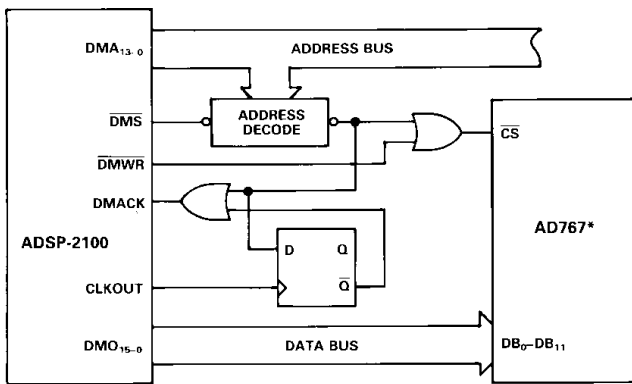 DMA13-0
ADDRESS BUS
DMS
ADDRESS
DECODE
CS
DMWR
DMACK
ADSP-2100
AD767*
D Q
Q
CLKOUT
DMO15-0
DATA BUS
DB0-DB11